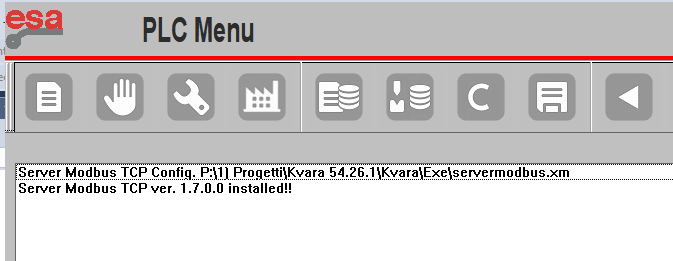 esa
PLC Menu
C
Server Modbus TCP Config. P:\1) Progetti\Kvara 54.26.1\Kvara\Exe\servermodbus.xm
Server Modbus TCP ver. 1.7.0.0 installed!!